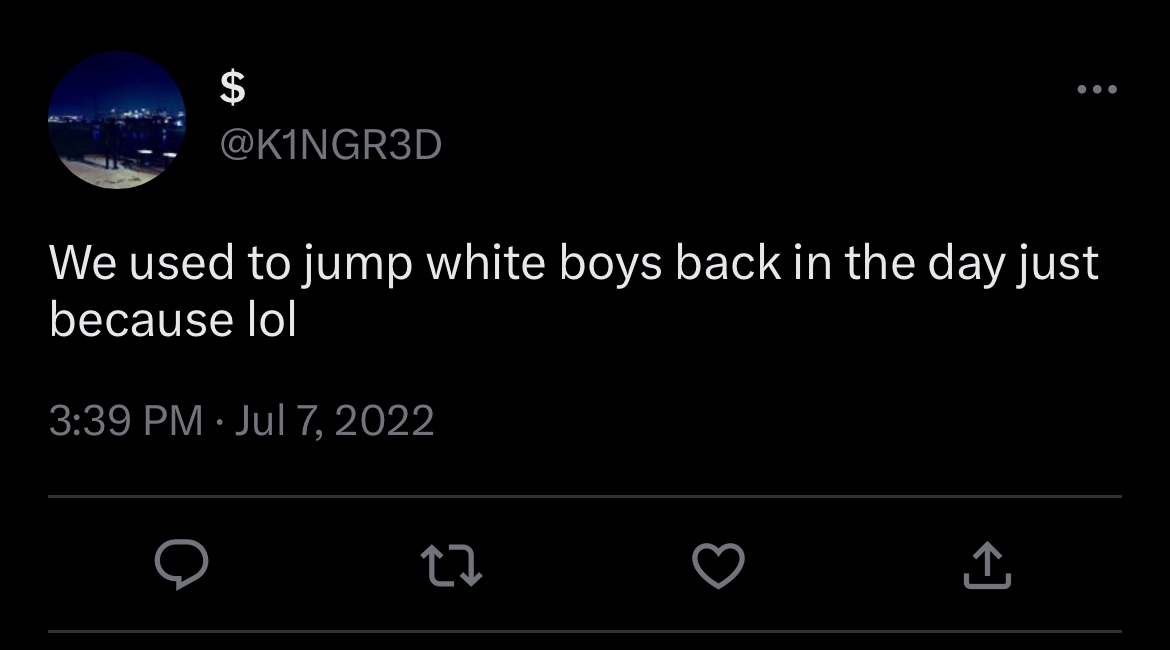 $
@K1NGR3D
We used to jump white boys back in the day just
because lol
3:39 PM · Jul 7, 2022